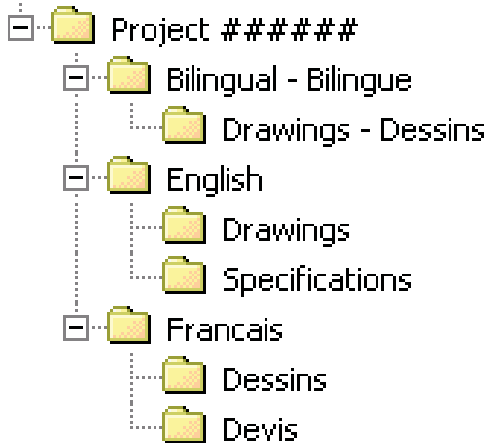 Project ######
Bilingual - Bilingue
Drawings - Dessins
English
Drawings
Specifications
Francais
Dessins
Devis